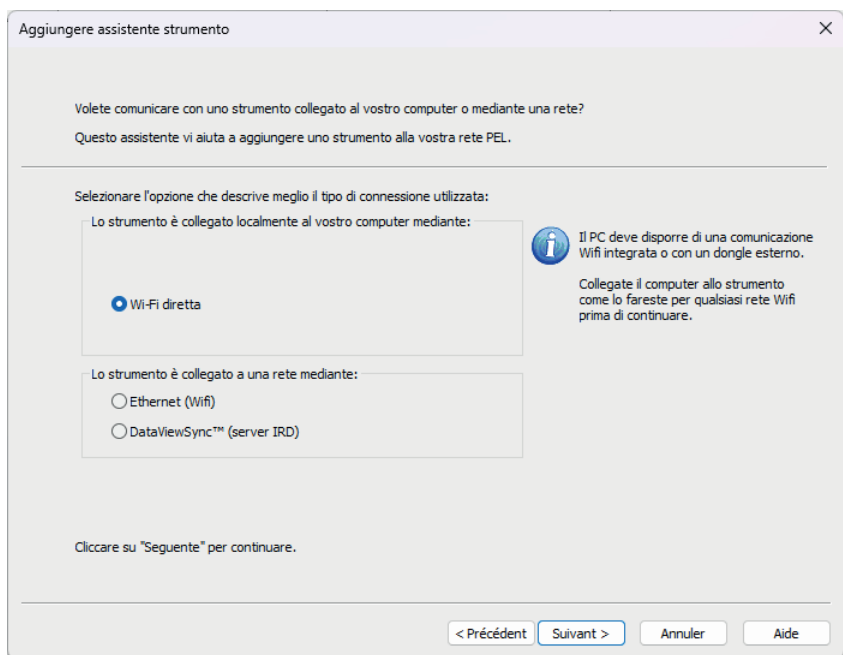 Aggiungere assistente strumento
Volete comunicare con uno strumento collegato al vostro computer o mediante una rete?
Questo assistente vi aiuta a aggiungere uno strumento alla vostra rete PEL.
Selezionare l'opzione che descrive meglio il tipo di connessione utilizzata:
Lo strumento è collegato localmente al vostro computer mediante:
Wi-Fi diretta
Il PC deve disporre di una comunicazione
Wifi integrata o con un dongle esterno.
Collegate il computer allo strumento
come lo fareste per qualsiasi rete Wifi
prima di continuare.
Lo strumento è collegato a una rete mediante:
Ethernet (Wifi)
DataViewSync™ (server IRD)
Cliccare su "Seguente" per continuare.
< Précédent Suivant > Annuler Aide